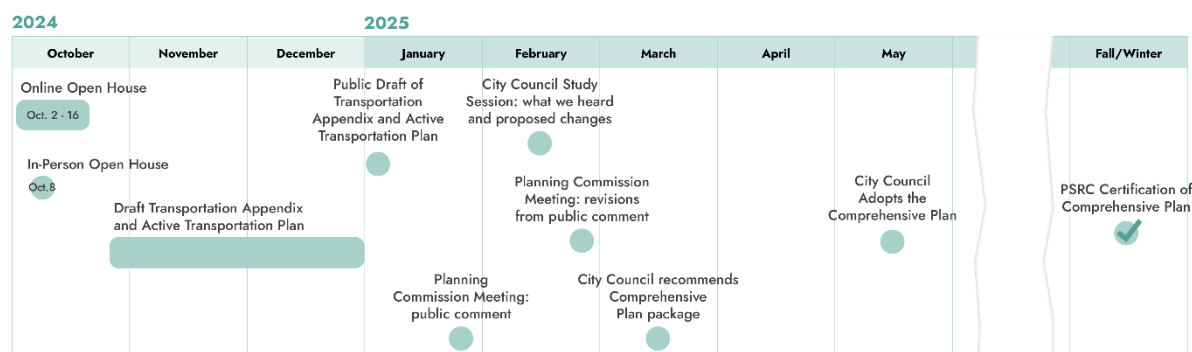 2024
2025
October
November
December
January
February
March
April
May
Fall/Winter
Online Open House
Oct. 2 - 16
In-Person Open House
Oct.8
Draft Transportation Appendix
and Active Transportation Plan
Public Draft of
Transportation
Appendix and Active
Transportation Plan
City Council Study
Session: what we heard
and proposed changes
Planning Commission
Meeting: revisions
from public comment
Planning
Commission Meeting:
public comment
City Council recommends
Comprehensive
Plan package
City Council
Adopts the
Comprehensive Plan
PSRC Certification of
Comprehensive Plan